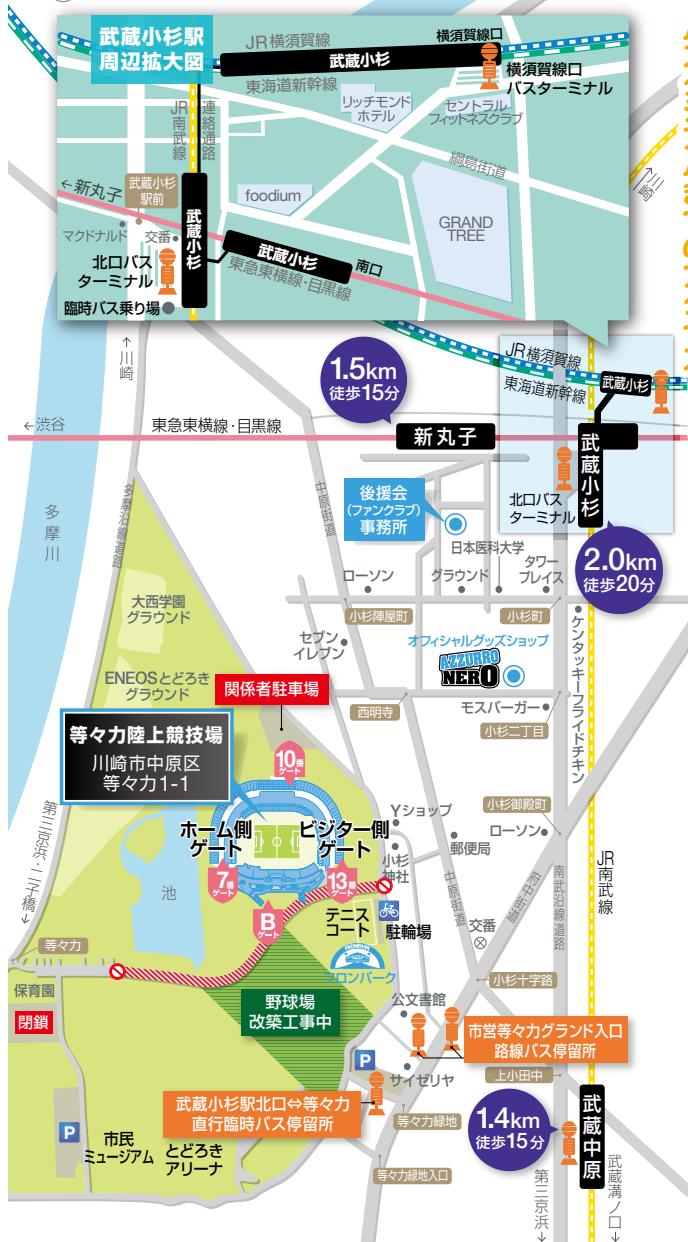 武蔵小杉駅
周辺拡大図
JR横須賀線
武蔵小杉
横須賀線口
横須賀線口
バスターミナル
東海道新幹線
リッチモンド
ホテル
セントラル
フィットネスクラブ
JR南武線
連絡通路
綱島街道
↑川崎
←新丸子
武蔵小杉
駅前
武蔵小杉
foodium
GRAND
TREE
マクドナルド
交番
武蔵小杉
東急東横線・目黒線
南口
北口バス
ターミナル
臨時バス乗り場
↑川崎
JR横須賀線
東海道新幹線
武蔵小杉
1.5km
徒歩15分
←渋谷
東急東横線・目黒線
新丸子
武蔵小杉
北口バス
ターミナル
2.0km
徒歩20分
多摩川
多摩沿線道路
中原街道
後援会
(ファンクラブ)
事務所
日本医科大学
ローソン
グラウンド
タワー
プレイス
小杉陣屋町
小杉町
大西学園
グラウンド
セブン
イレブン
オフィシャルグッズショップ
AZZURRO
NERO
ケンタッキーフライドチキン
ENEOSとどろき
グラウンド
関係者駐車場
西明寺
モスバーガー
小杉二丁目
等々力陸上競技場
川崎市中原区
等々力1-1
10番
ゲート
ホーム側
ゲート
ビジター側
ゲート
Yショップ
小杉御殿町
ローソン
小杉
神社
郵便局
7番
ゲート
13番
ゲート
B
ゲート
第三京浜・二子橋↓
池
テニス
コート
駐輪場
中原街道
府中街道
南武沿線道路
JR南武線
交番
等々力
FRONPARK
フロンパーク
小杉十字路
保育園
閉鎖
野球場
改築工事中
公文書館
市営等々力グランド入口
路線バス停留所
P
サイゼリヤ
上小田中
武蔵小杉駅北口⇔等々力
直行臨時バス停留所
等々力緑地
1.4km
徒歩15分
武蔵中原
P
市民
ミュージアム
とどろき
アリーナ
等々力緑地入口
第三京浜↓
武蔵溝ノ口↓